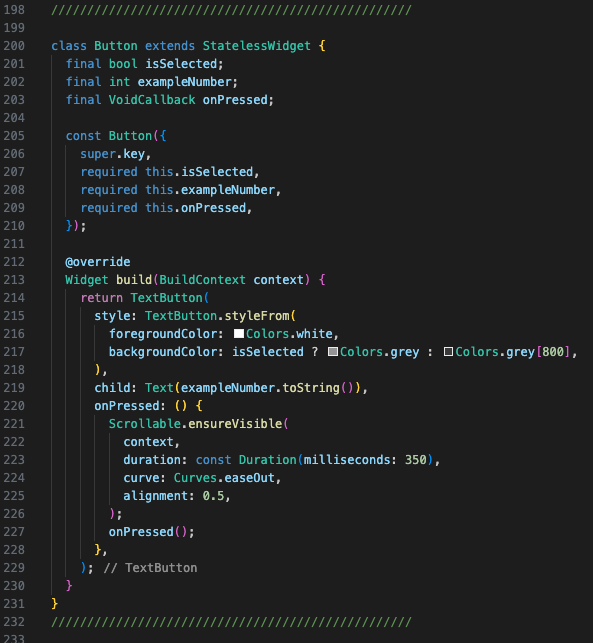 198 //////////////////////////////////////////////////
199
200 class Button extends StatelessWidget {
201   final bool isSelected;
202   final int exampleNumber;
203   final VoidCallback onPressed;
204
205   const Button({
206     super.key,
207     required this.isSelected,
208     required this.exampleNumber,
209     required this.onPressed,
210   });
211
212   @override
213   Widget build(BuildContext context) {
214     return TextButton(
215       style: TextButton.styleFrom(
216         foregroundColor: Colors.white,
217         backgroundColor: isSelected ? Colors.grey : Colors.grey[800],
218       ),
219       child: Text(exampleNumber.toString()),
220       onPressed: () {
221         Scrollable.ensureVisible(
222           context,
223           duration: const Duration(milliseconds: 350),
224           curve: Curves.easeOut,
225           alignment: 0.5,
226         );
227         onPressed();
228       },
229     ); // TextButton
230   }
231 }
232 //////////////////////////////////////////////////
233